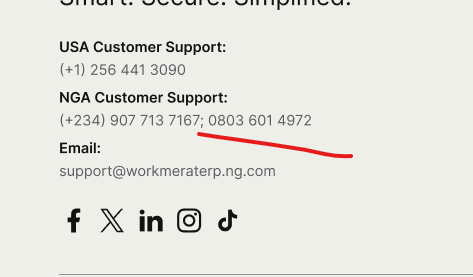 Smart. Secure. Simplified.
USA Customer Support:
(+1) 256 441 3090
NGA Customer Support:
(+234) 907 713 7167; 0803 601 4972
Email:
support@workmeraterp.ng.com